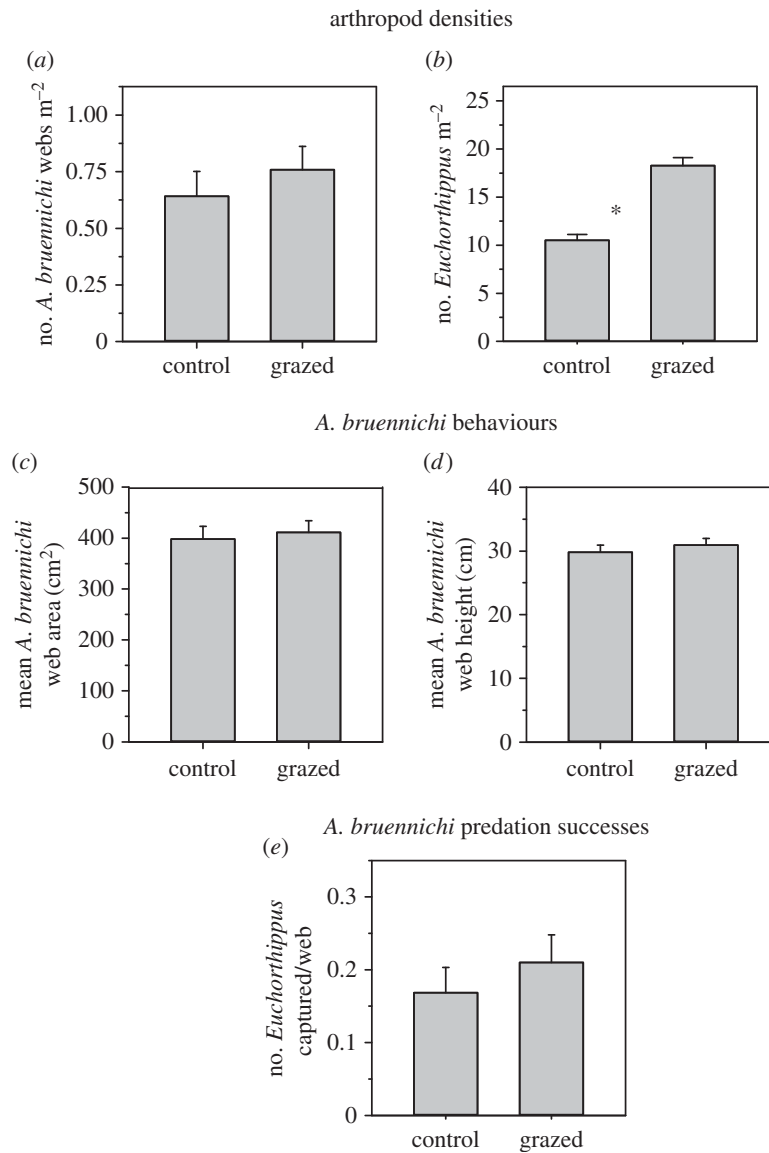 arthropod densities
(a)
(b)
no. A. bruennichi webs m⁻²
1.00
0.75
0.50
0.25
0
control grazed
no. Euchorthippus m⁻²
25
20
15
10
5
0
*
control grazed
A. bruennichi behaviours
(c)
(d)
mean A. bruennichi
web area (cm²)
500
400
300
200
100
0
control grazed
mean A. bruennichi
web height (cm)
40
30
20
10
0
control grazed
A. bruennichi predation successes
(e)
no. Euchorthippus
captured/web
0.3
0.2
0.1
0
control grazed